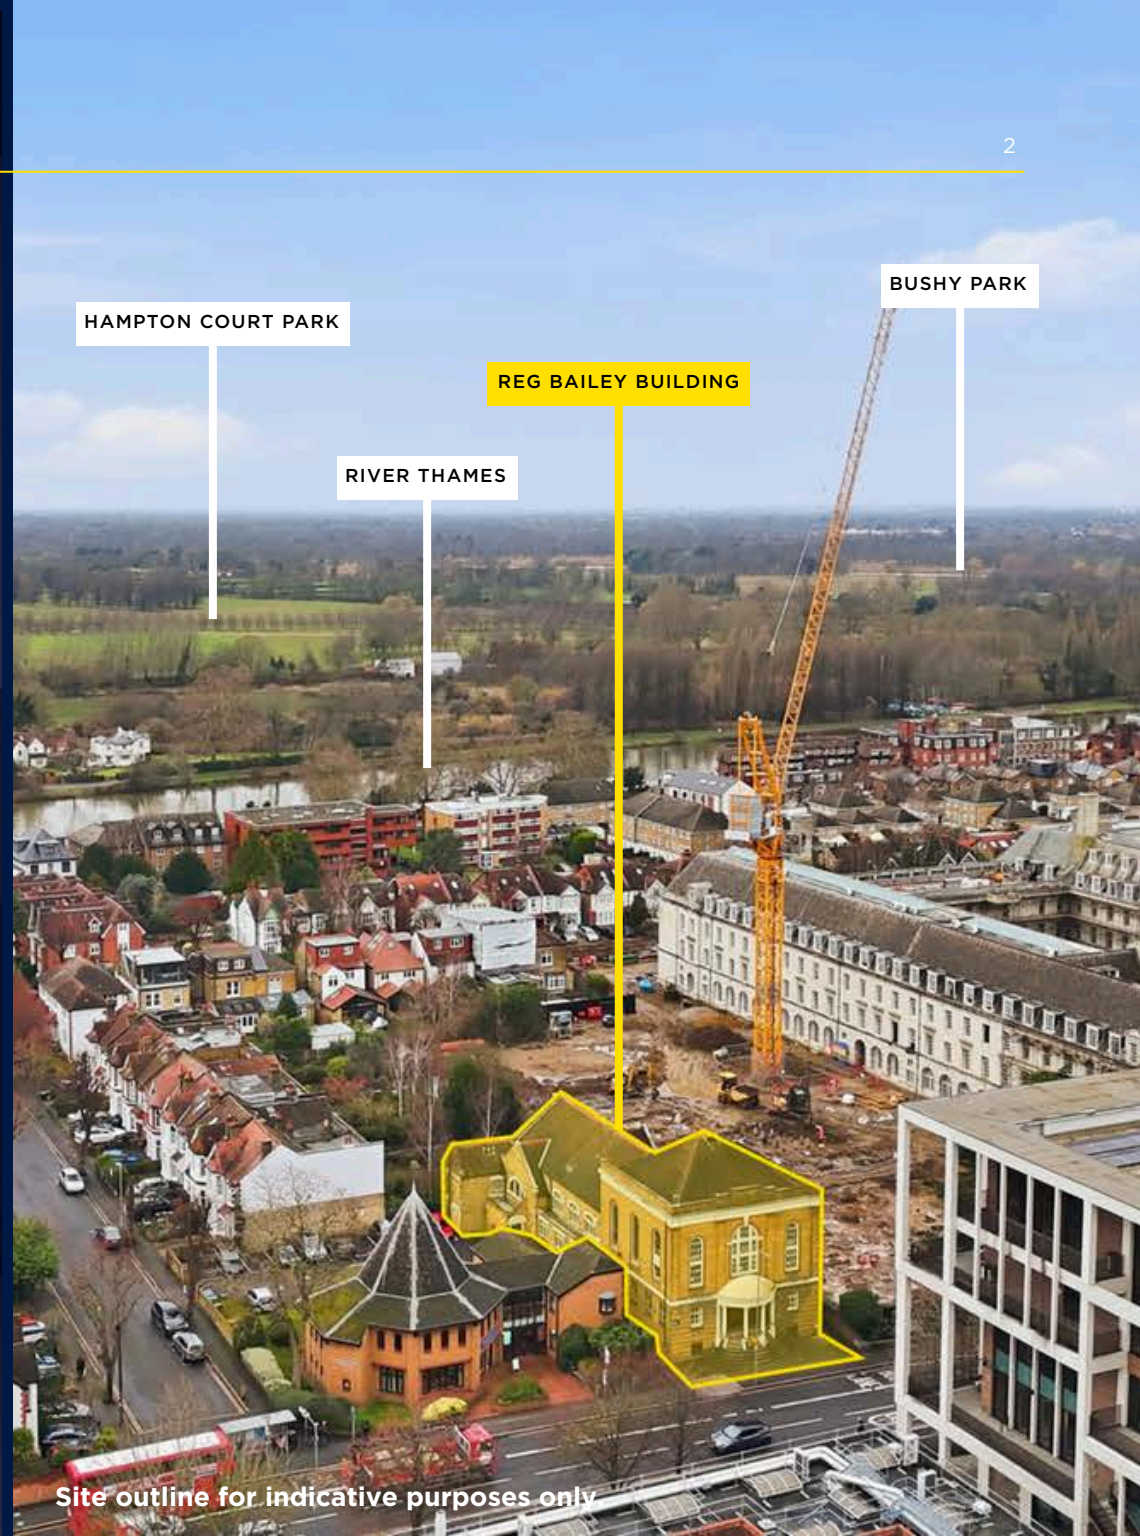 2
BUSHY PARK
HAMPTON COURT PARK
REG BAILEY BUILDING
RIVER THAMES
Site outline for indicative purposes only.